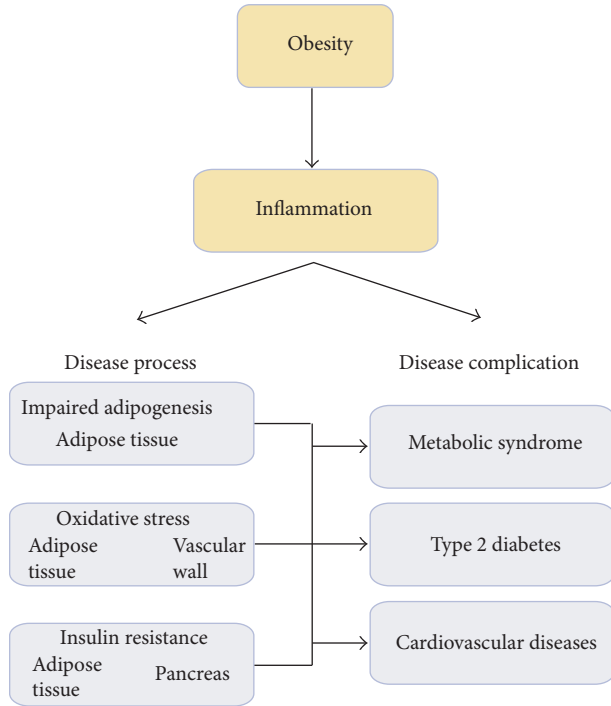 Obesity
Inflammation
Disease process
Impaired adipogenesis
Adipose tissue
Oxidative stress
Adipose
tissue
Vascular
wall
Insulin resistance
Adipose
tissue
Pancreas
Disease complication
Metabolic syndrome
Type 2 diabetes
Cardiovascular diseases